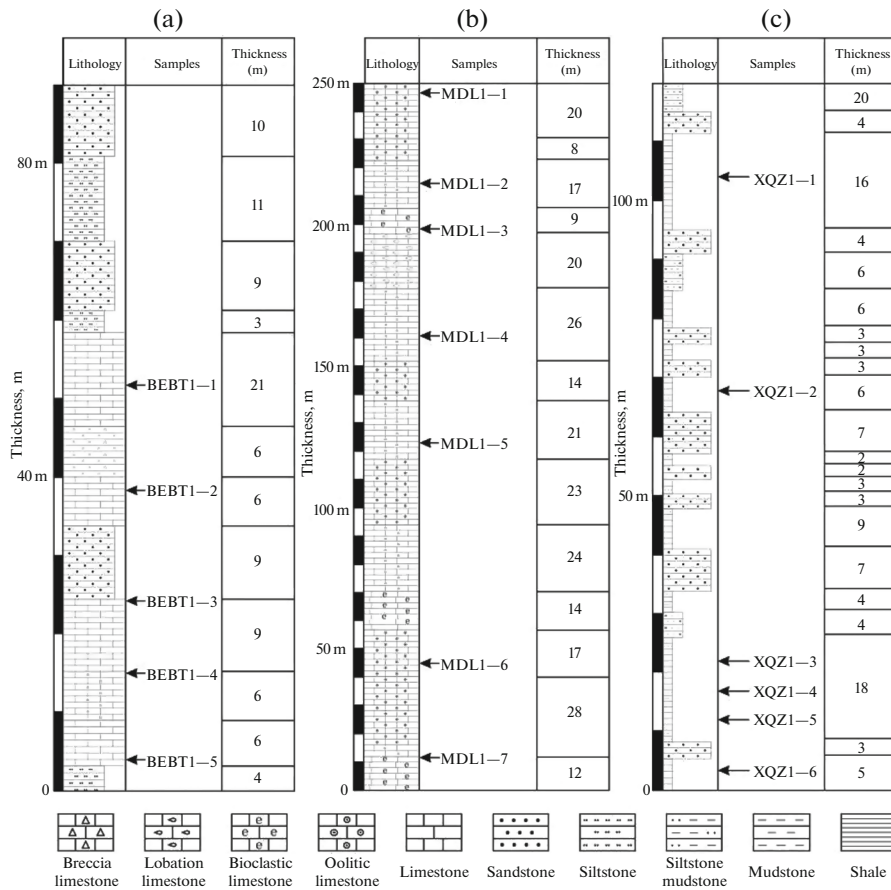 (a)
Lithology Samples Thickness (m)
10
80 m
11
9
3
BEBT1—1 21
6
40 m
BEBT1—2 6
9
BEBT1—3
9
BEBT1—4
6
6
BEBT1—5
4
0
Thickness, m
(b)
Lithology Samples Thickness (m)
250 m
MDL1—1
20
8
MDL1—2 17
200 m 9
MDL1—3
20
MDL1—4 26
150 m
14
MDL1—5 21
23
100 m
24
14
50 m
MDL1—6 17
28
MDL1—7
12
0
Thickness, m
(c)
Lithology Samples Thickness (m)
20
4
XQZ1—1 16
100 m
4
6
6
3
3
3
XQZ1—2 6
7
2
2
3
50 m 3
9
7
4
4
XQZ1—3
18
XQZ1—4
XQZ1—5
3
XQZ1—6 5
0
Thickness, m
Breccia limestone
Lobation limestone
Bioclastic limestone
Oolitic limestone
Limestone
Sandstone
Siltstone
Siltstone mudstone
Mudstone
Shale